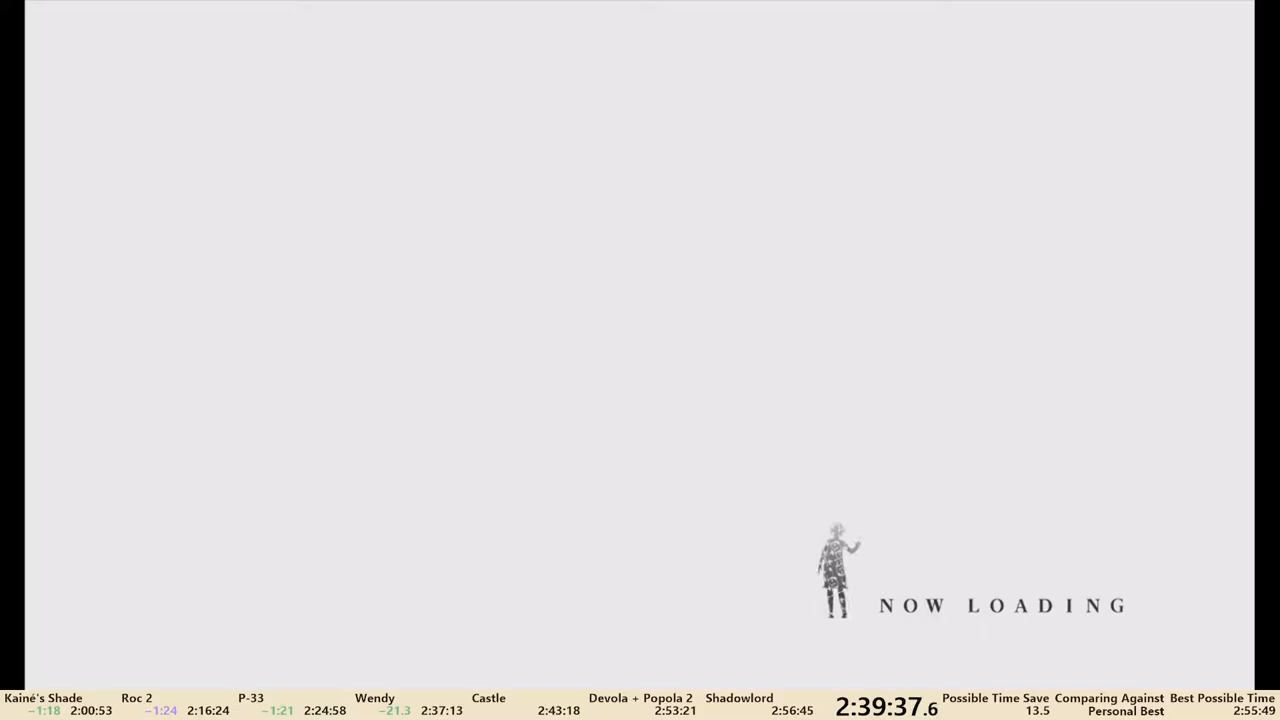 NOW LOADING
Kainé's Shade Roc 2 P-33 Wendy Castle Devola + Popola 2 Shadowlord 2:39:37.6 Possible Time Save Comparing Against Best Possible Time
−1:18 2:00:53 −1:24 2:16:24 −1:21 2:24:58 −21.3 2:37:13 2:43:18 2:53:21 2:56:45 13.5 Personal Best 2:55:49